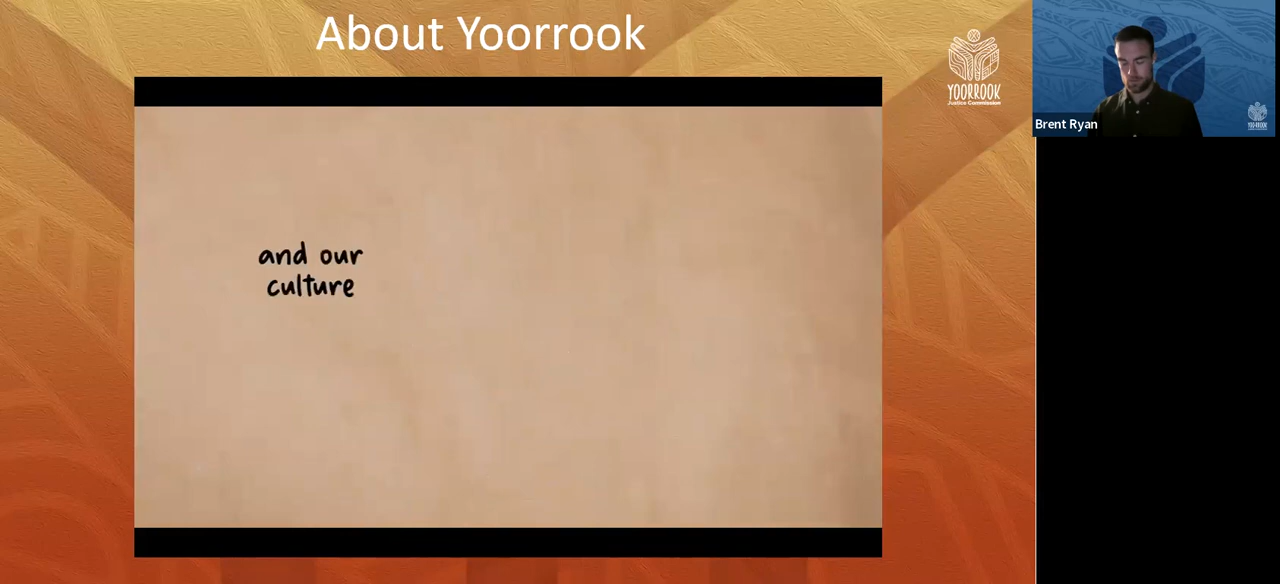 About Yoorrook
YOORROOK
Justice Commission
Brent Ryan
and our
culture